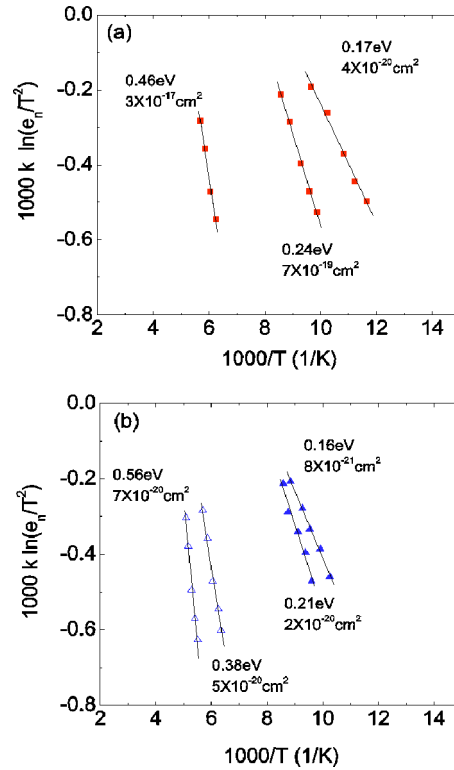 (a)
0.46eV
3X10⁻¹⁷cm²
0.17eV
4X10⁻²⁰cm²
0.24eV
7X10⁻¹⁹cm²
1000 k ln(eₙ/T²)
0.0
-0.2
-0.4
-0.6
-0.8
2 4 6 8 10 12 14
1000/T (1/K)
(b)
0.56eV
7X10⁻²⁰cm²
0.16eV
8X10⁻²¹cm²
0.21eV
2X10⁻²⁰cm²
0.38eV
5X10⁻²⁰cm²
1000 k ln(eₙ/T²)
0.0
-0.2
-0.4
-0.6
-0.8
2 4 6 8 10 12 14
1000/T (1/K)